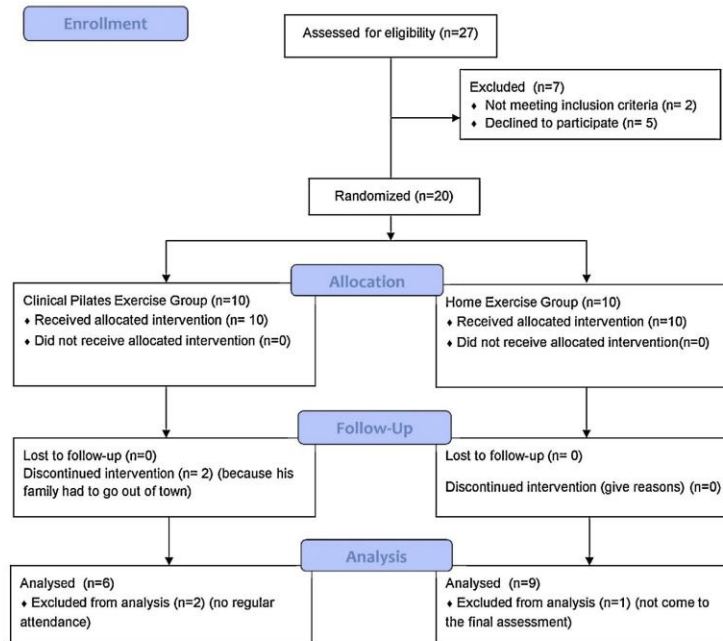 Enrollment
Assessed for eligibility (n=27)
Excluded (n=7)
♦ Not meeting inclusion criteria (n= 2)
♦ Declined to participate (n= 5)
Randomized (n=20)
Allocation
Clinical Pilates Exercise Group (n=10)
♦ Received allocated intervention (n= 10)
♦ Did not receive allocated intervention (n=0)
Home Exercise Group (n=10)
♦ Received allocated intervention (n=10)
♦ Did not receive allocated intervention(n=0)
Follow-Up
Lost to follow-up (n=0)
Discontinued intervention (n= 2) (because his
family had to go out of town)
Lost to follow-up (n= 0)
Discontinued intervention (give reasons) (n=0)
Analysis
Analysed (n=6)
♦ Excluded from analysis (n=2) (no regular
attendance)
Analysed (n=9)
♦ Excluded from analysis (n=1) (not come to
the final assessment)